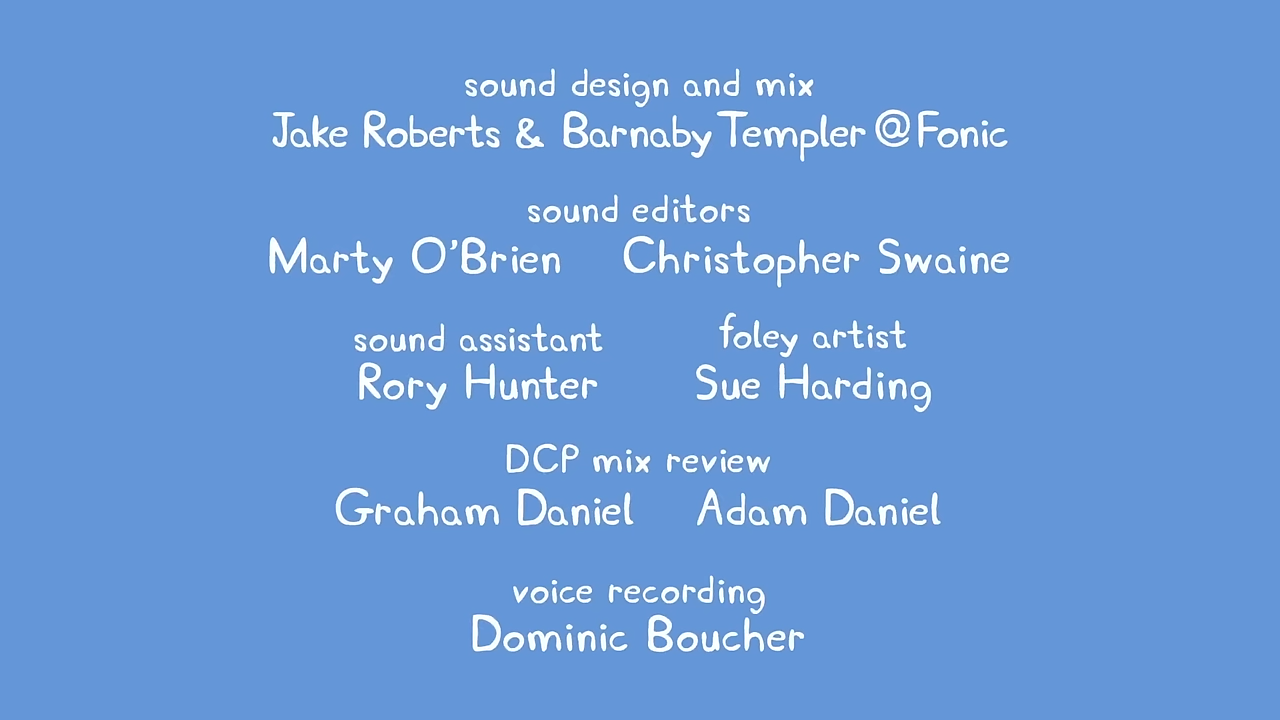 sound design and mix
Jake Roberts & Barnaby Templer @ Fonic
sound editors
Marty O'Brien Christopher Swaine
sound assistant foley artist
Rory Hunter Sue Harding
DCP mix review
Graham Daniel Adam Daniel
voice recording
Dominic Boucher